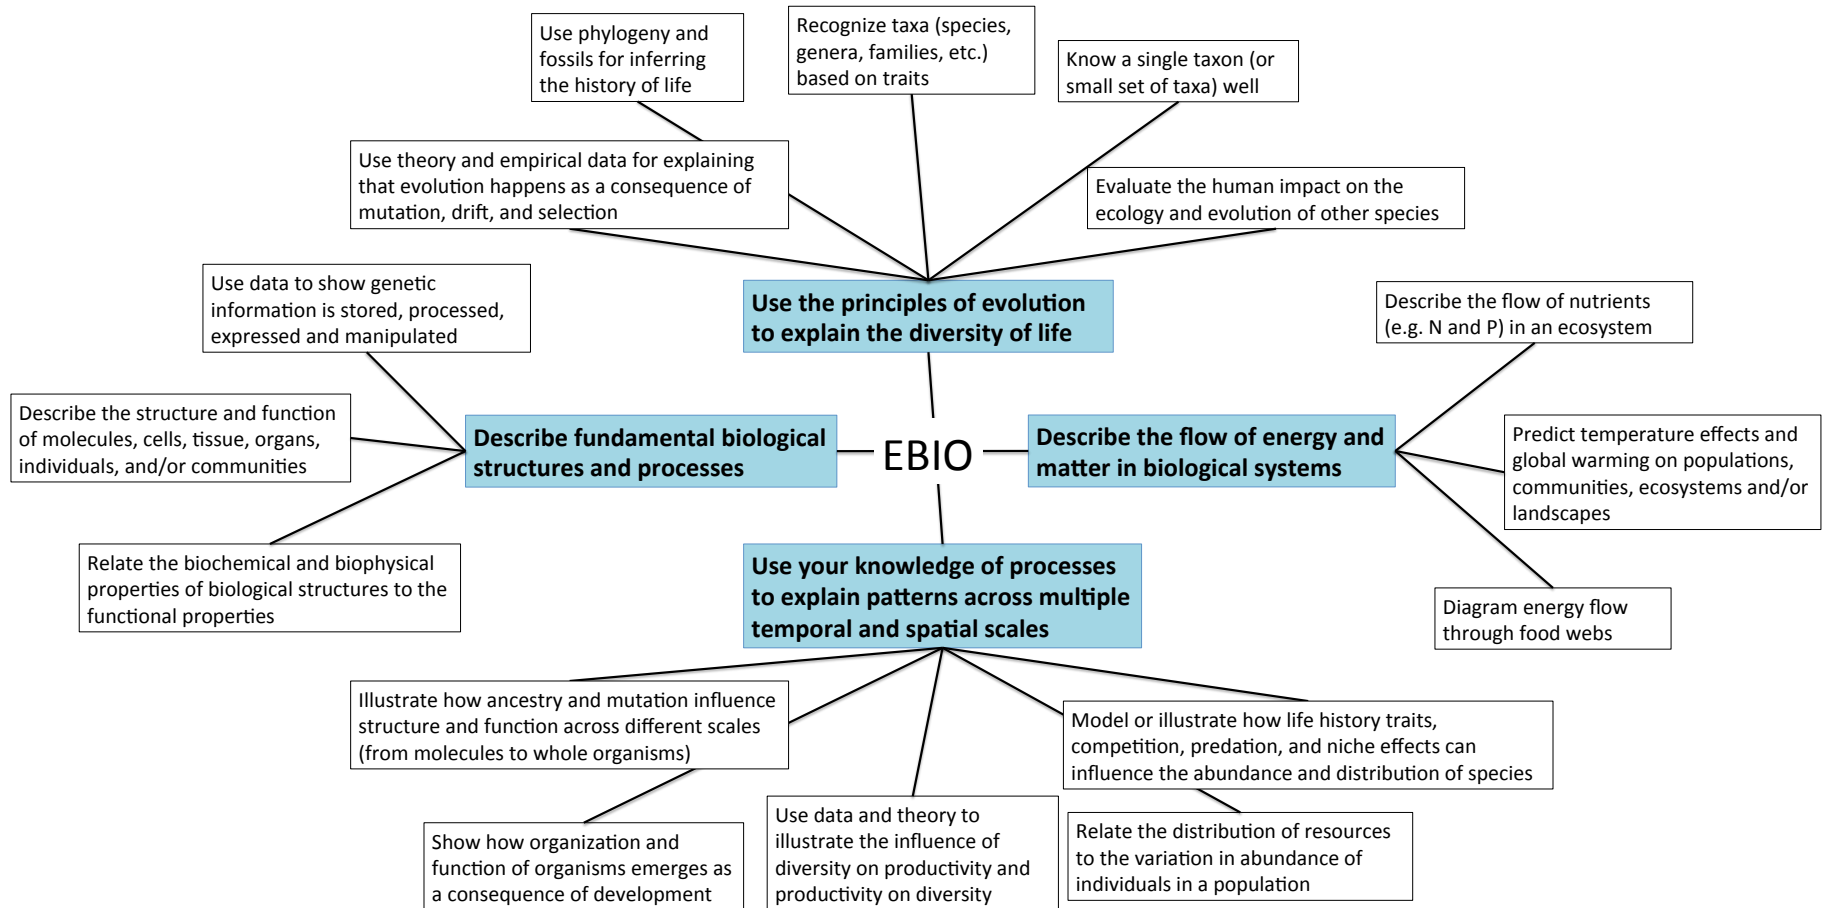 Use phylogeny and
fossils for inferring
the history of life
Recognize taxa (species,
genera, families, etc.)
based on traits
Know a single taxon (or
small set of taxa) well
Use theory and empirical data for explaining
that evolution happens as a consequence of
mutation, drift, and selection
Evaluate the human impact on the
ecology and evolution of other species
Use data to show genetic
information is stored, processed,
expressed and manipulated
Use the principles of evolution
to explain the diversity of life
Describe the flow of nutrients
(e.g. N and P) in an ecosystem
Describe the structure and function
of molecules, cells, tissue, organs,
individuals, and/or communities
Describe fundamental biological
structures and processes
EBIO
Describe the flow of energy and
matter in biological systems
Predict temperature effects and
global warming on populations,
communities, ecosystems and/or
landscapes
Relate the biochemical and biophysical
properties of biological structures to the
functional properties
Use your knowledge of processes
to explain patterns across multiple
temporal and spatial scales
Diagram energy flow
through food webs
Illustrate how ancestry and mutation influence
structure and function across different scales
(from molecules to whole organisms)
Model or illustrate how life history traits,
competition, predation, and niche effects can
influence the abundance and distribution of species
Show how organization and
function of organisms emerges as
a consequence of development
Use data and theory to
illustrate the influence of
diversity on productivity and
productivity on diversity
Relate the distribution of resources
to the variation in abundance of
individuals in a population